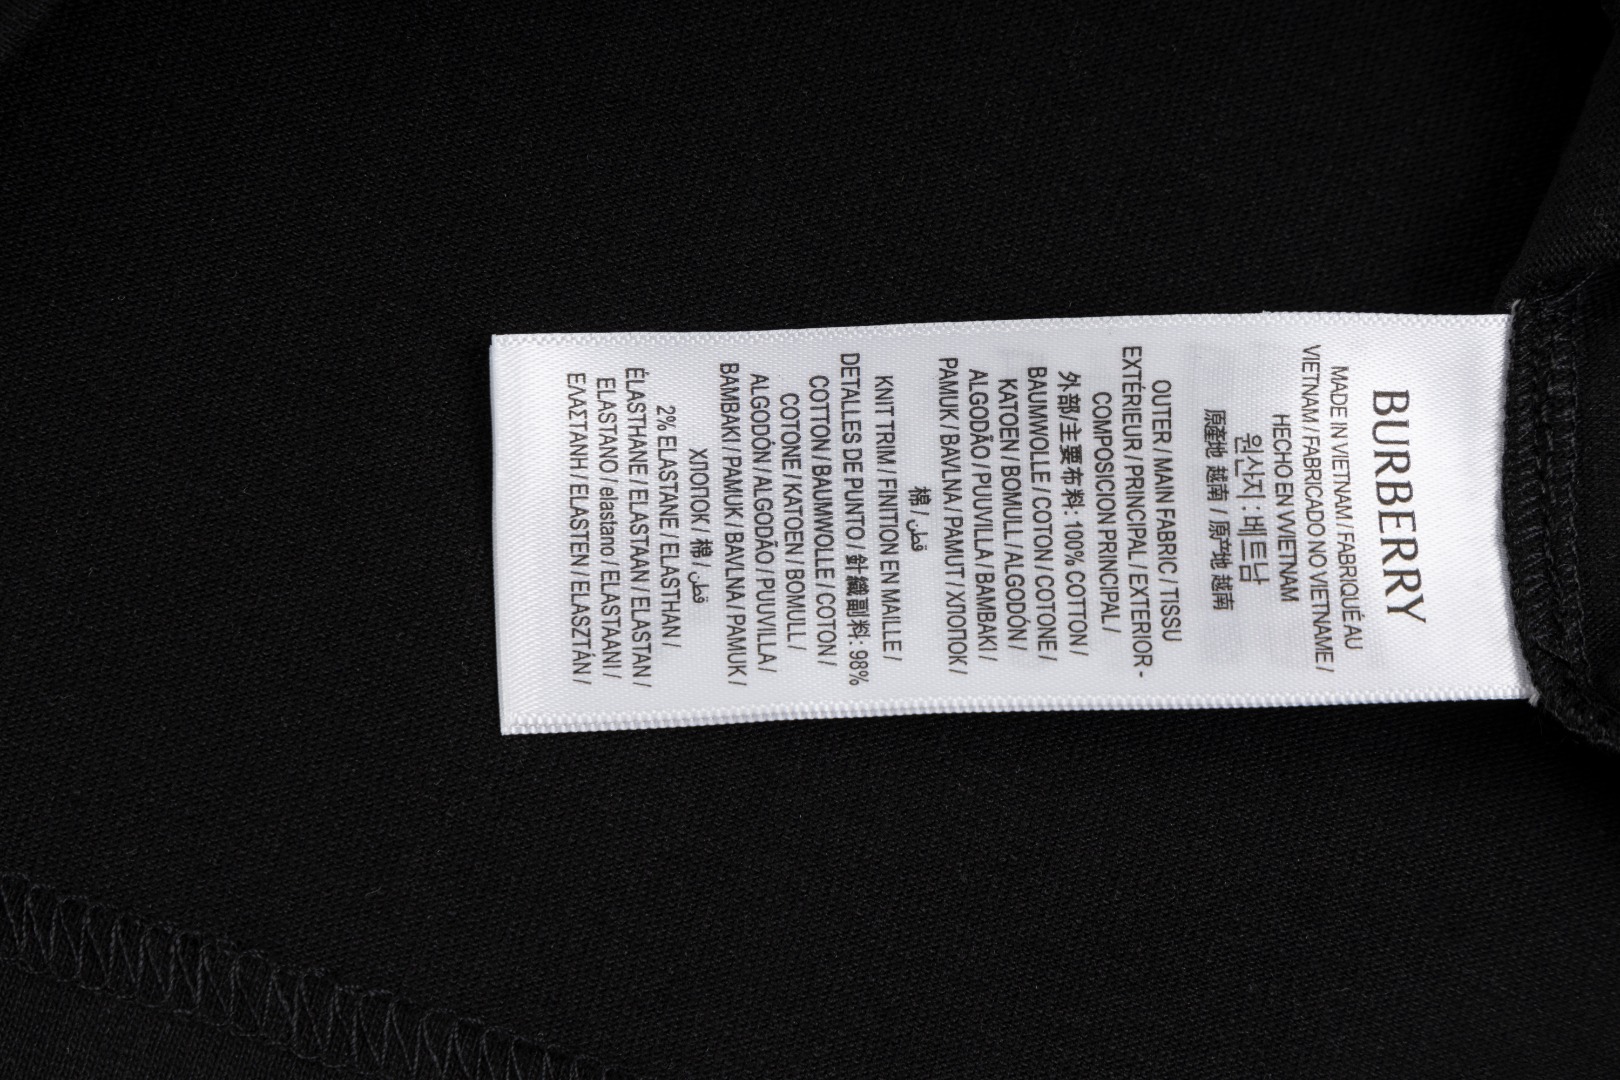 BURBERRY
MADE IN VIETNAM / FABRIQUÉ AU
VIETNAM / FABRICADO NO VIETNAME /
HECHO EN VVIETNAM
원산지 : 베트남
原產地 越南 / 原产地 越南
OUTER / MAIN FABRIC / TISSU
EXTÉRIEUR / PRINCIPAL / EXTERIOR -
COMPOSICION PRINCIPAL /
外部/主要布料: 100% COTTON /
BAUMWOLLE / COTON / COTONE /
KATOEN / BOMULL / ALGODÓN /
ALGODÃO / PUUVILLA / BAMBAKI /
PAMUK / BAVLNA / PAMUT / ХЛОПОК /
棉 / قطن
KNIT TRIM / FINITION EN MAILLE /
DETALLES DE PUNTO / 針織副料: 98%
COTTON / BAUMWOLLE / COTON /
COTONE / KATOEN / BOMULL /
ALGODÓN / ALGODÃO / PUUVILLA /
BAMBAKI / PAMUK / BAVLNA / PAMUK /
ХЛОПОК / 棉 / قطن
2% ELASTANE / ELASTHAN /
ÉLASTHANE / ELASTAAN / ELASTAN /
ELASTANO / elastano / ELASTAANI /
ΕΛΑΣΤΑΝΗ / ELASTEN / ELASZTÁN /